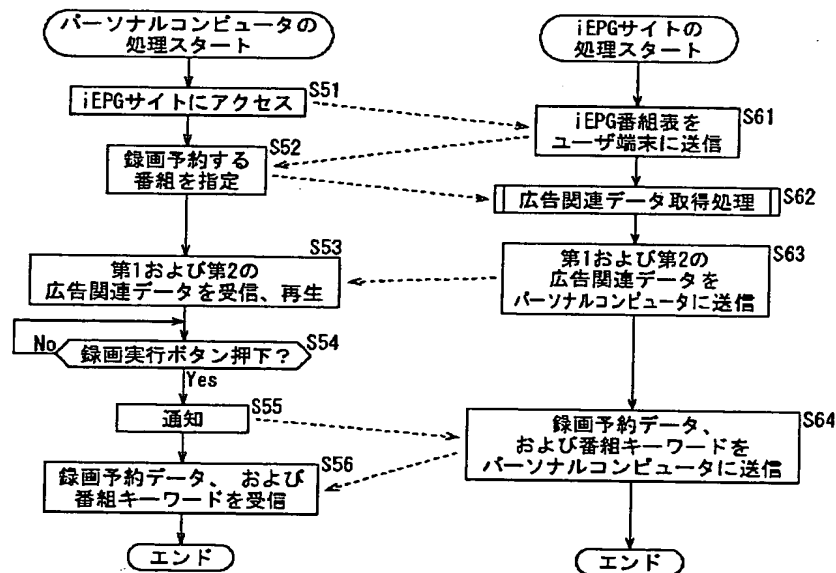 パーソナルコンピュータの
処理スタート
S51
iEPGサイトにアクセス
S52
録画予約する
番組を指定
S53
第1および第2の
広告関連データを受信、再生
S54
No
録画実行ボタン押下?
Yes
S55
通知
S56
録画予約データ、および
番組キーワードを受信
エンド
iEPGサイトの
処理スタート
S61
iEPG番組表を
ユーザ端末に送信
S62
広告関連データ取得処理
S63
第1および第2の
広告関連データを
パーソナルコンピュータに送信
S64
録画予約データ、
および番組キーワードを
パーソナルコンピュータに送信
エンド